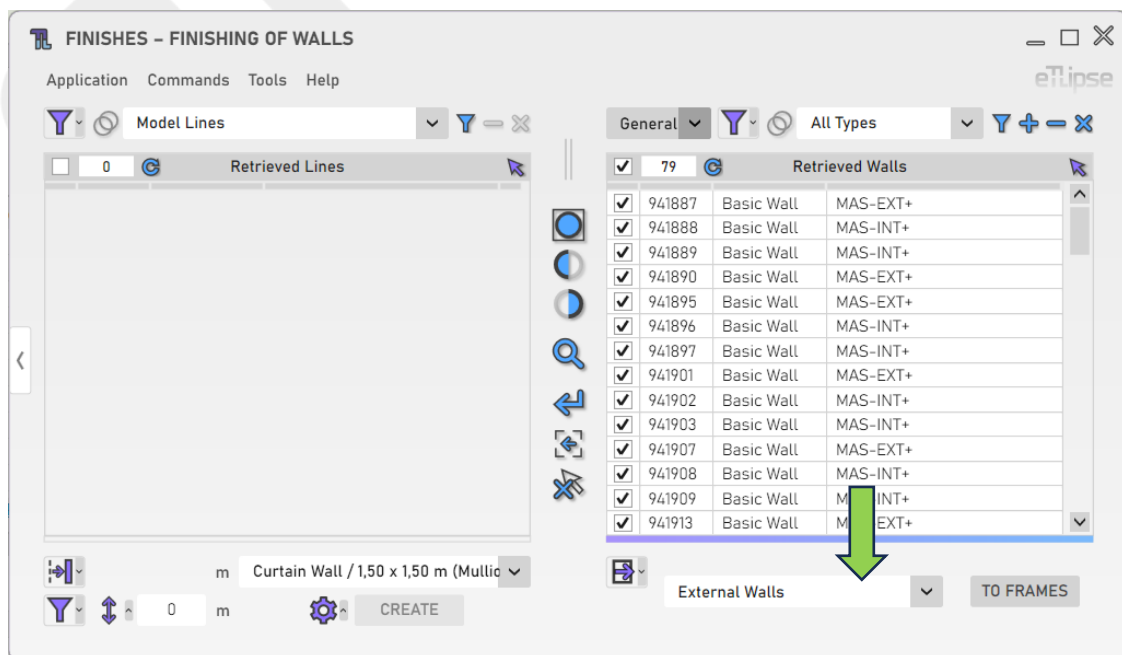 FINISHES – FINISHING OF WALLS
Application Commands Tools Help
eTLipse
Model Lines
General All Types
0 Retrieved Lines
79 Retrieved Walls
941887 Basic Wall MAS-EXT+
941888 Basic Wall MAS-INT+
941889 Basic Wall MAS-INT+
941890 Basic Wall MAS-EXT+
941895 Basic Wall MAS-EXT+
941896 Basic Wall MAS-INT+
941897 Basic Wall MAS-INT+
941901 Basic Wall MAS-EXT+
941902 Basic Wall MAS-INT+
941903 Basic Wall MAS-INT+
941907 Basic Wall MAS-EXT+
941908 Basic Wall MAS-INT+
941909 Basic Wall M INT+
941913 Basic Wall M EXT+
m Curtain Wall / 1,50 x 1,50 m (Mullic
External Walls TO FRAMES
0 m CREATE